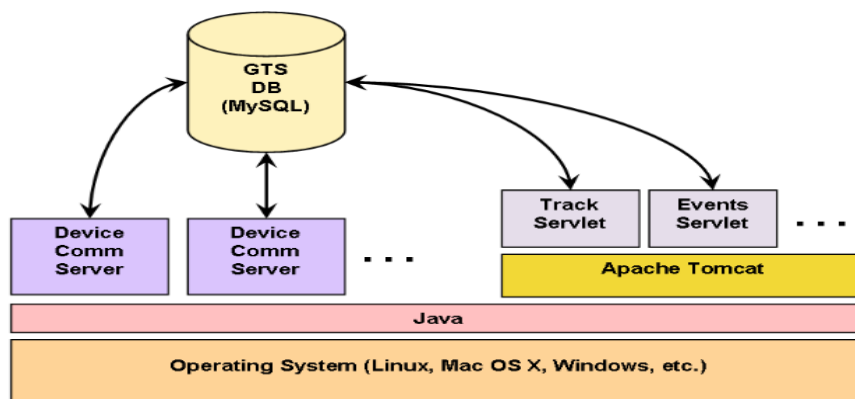 GTS
DB
(MySQL)
Track
Servlet
Events
Servlet
. . .
Device
Comm
Server
Device
Comm
Server
. . .
Apache Tomcat
Java
Operating System (Linux, Mac OS X, Windows, etc.)